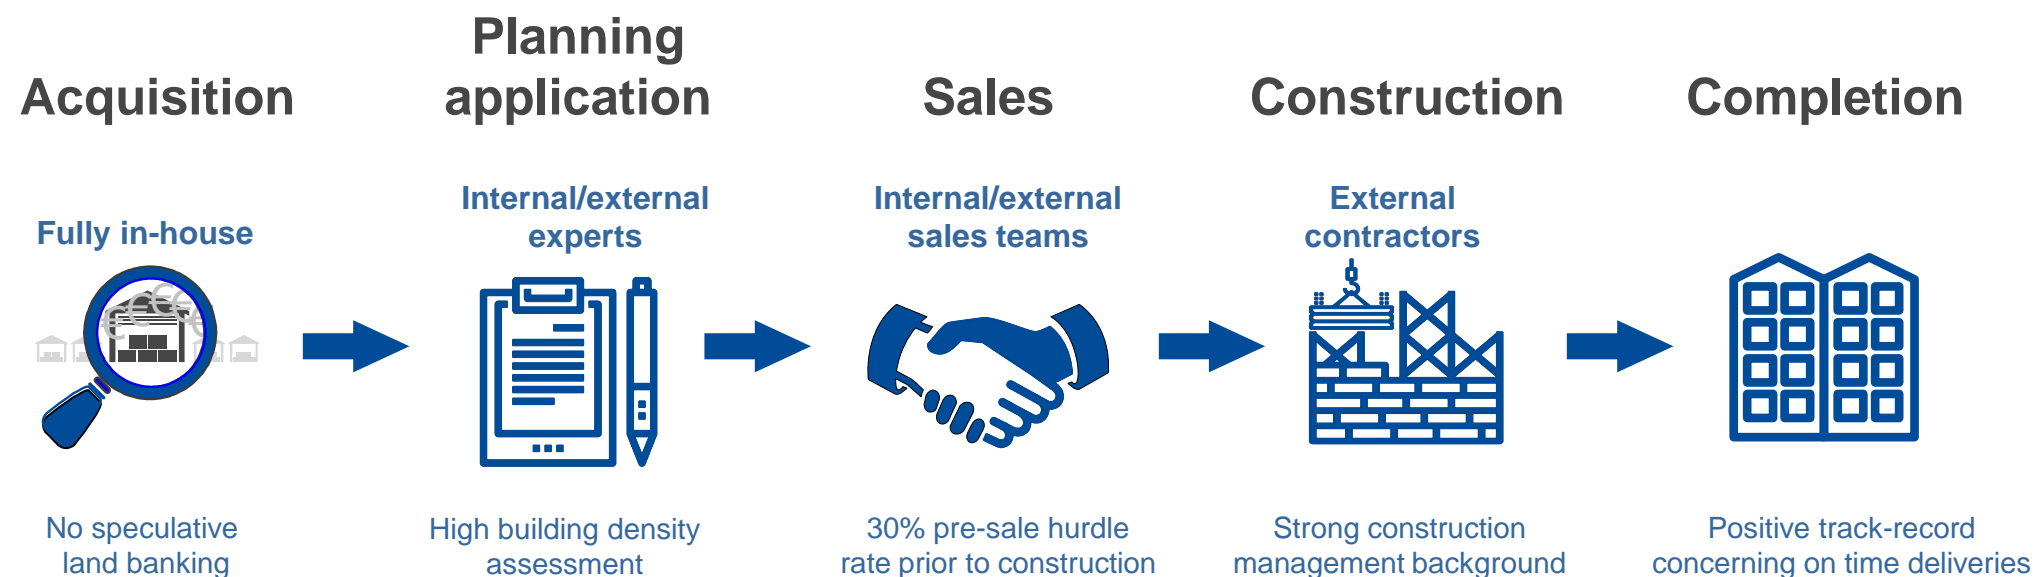 Acquisition
Planning
application
Sales
Construction
Completion
Fully in-house
Internal/external
experts
Internal/external
sales teams
External
contractors
No speculative
land banking
High building density
assessment
30% pre-sale hurdle
rate prior to construction
Strong construction
management background
Positive track-record
concerning on time deliveries